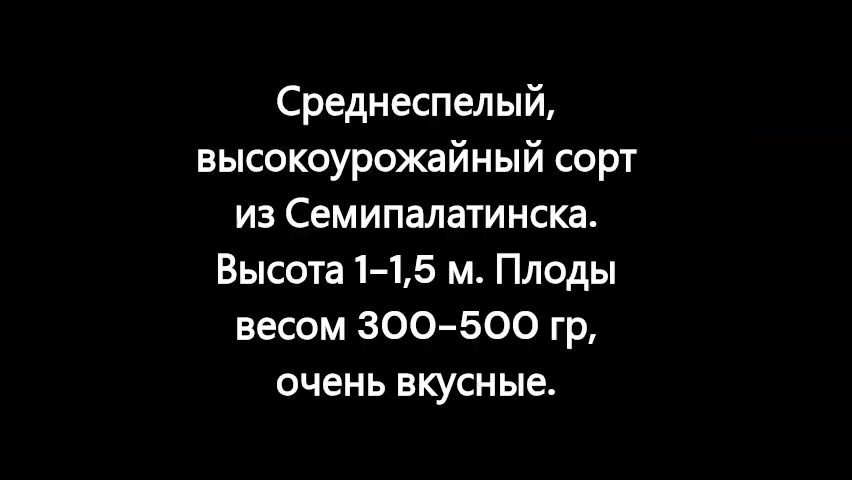 Среднеспелый,
высокоурожайный сорт
из Семипалатинска.
Высота 1-1,5 м. Плоды
весом 300-500 гр,
очень вкусные.